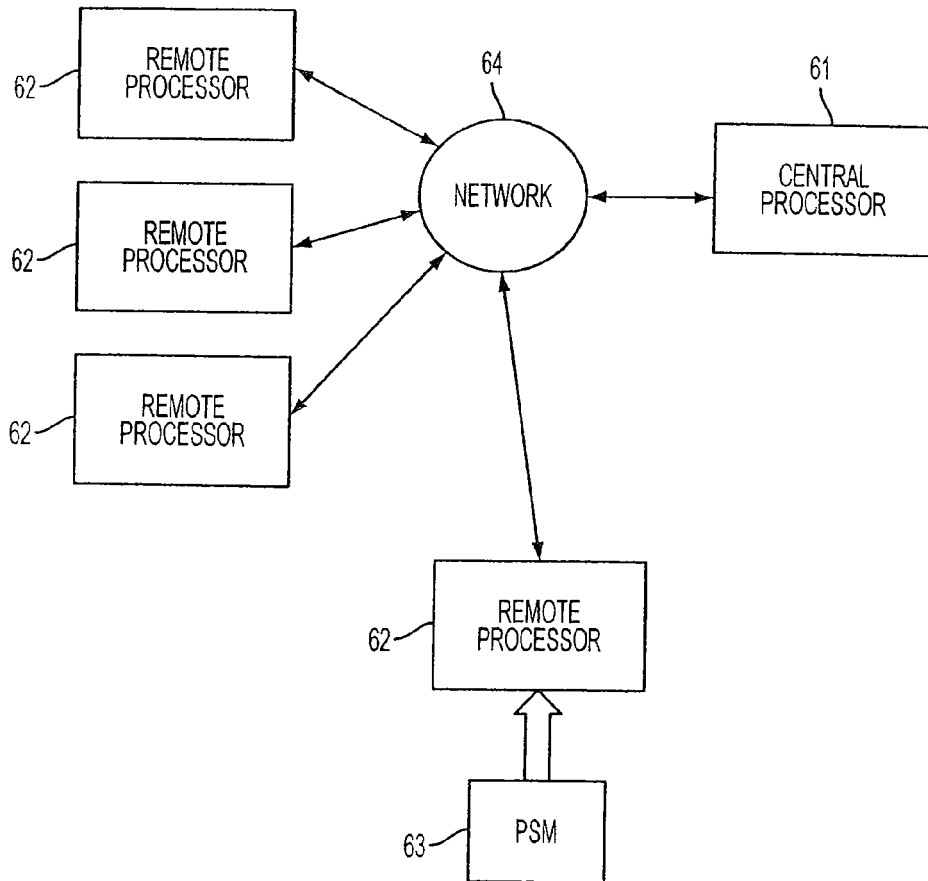 62
REMOTE
PROCESSOR
64
NETWORK
61
CENTRAL
PROCESSOR
62
REMOTE
PROCESSOR
62
REMOTE
PROCESSOR
62
REMOTE
PROCESSOR
63
PSM